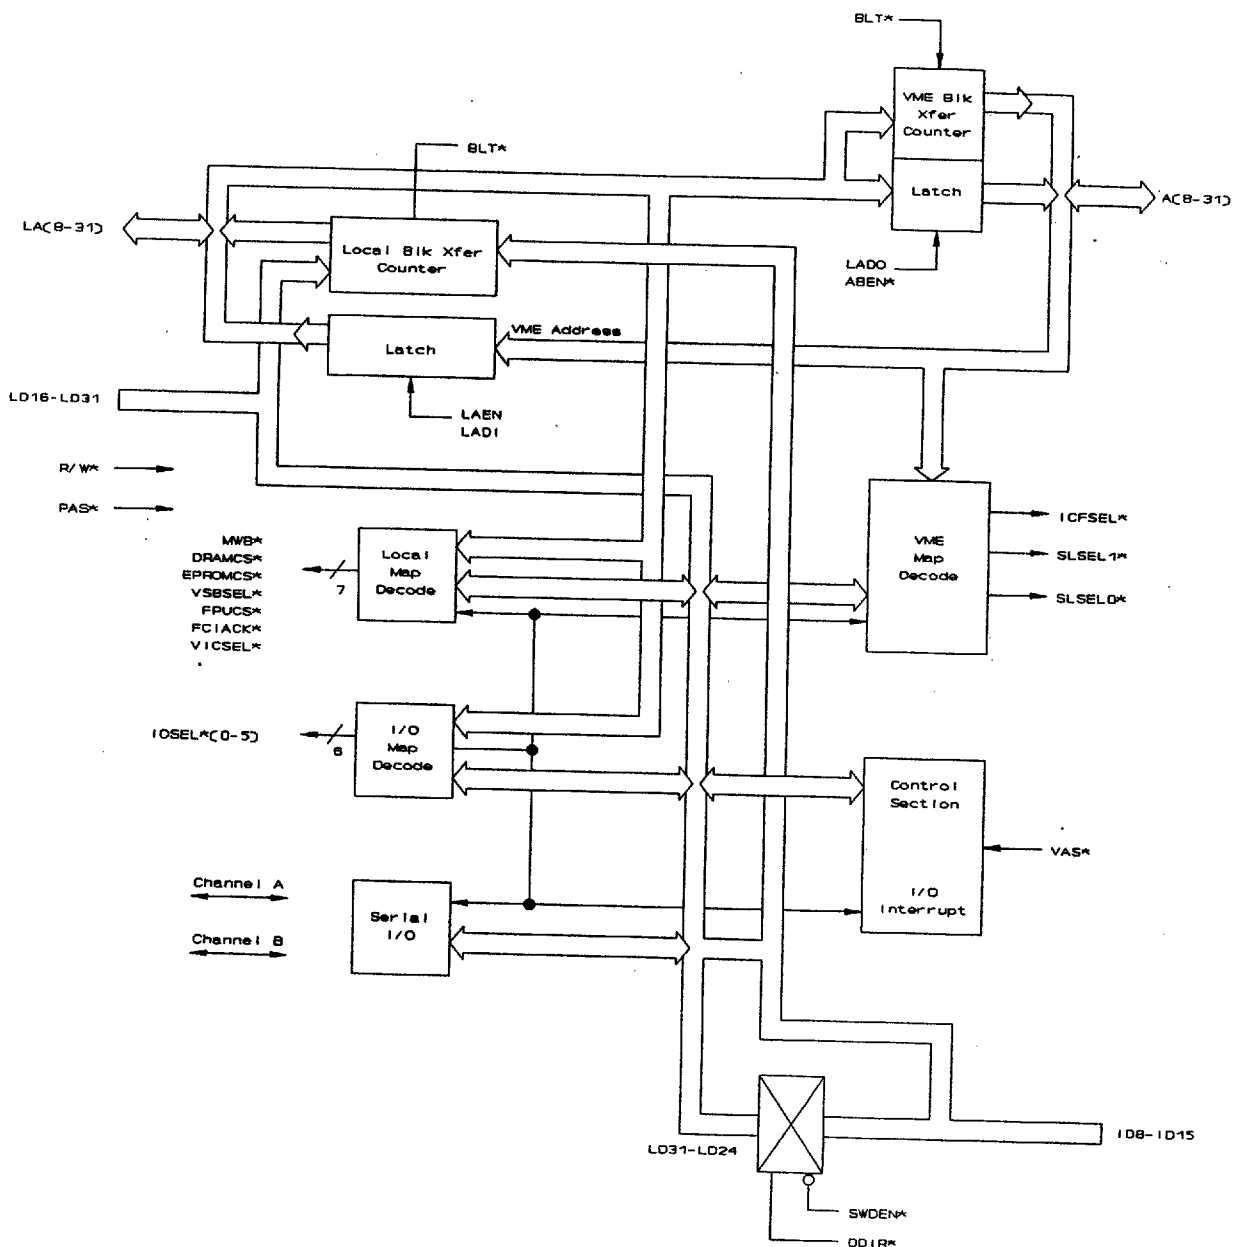 BLT*
VME Blk
Xfer
Counter
BLT*
Latch
A(8-31)
LA(8-31)
Local Blk Xfer
Counter
LADO
ABEN*
VME Address
Latch
LD16-LD31
LAEN
LADI
R/W*
PAS*
MWB*
DRAMCS*
EPROMCS*
VSBSEL*
FPUCS*
FCIACK*
VICSEL*
7
Local
Map
Decode
VME
Map
Decode
ICFSEL*
SLSEL1*
SLSEL0*
IOSEL*(0-5)
6
I/O
Map
Decode
Control
Section
I/O
Interrupt
VAS*
Channel A
Channel B
Serial
I/O
LD31-LD24
ID8-ID15
SWDEN*
DDIR*